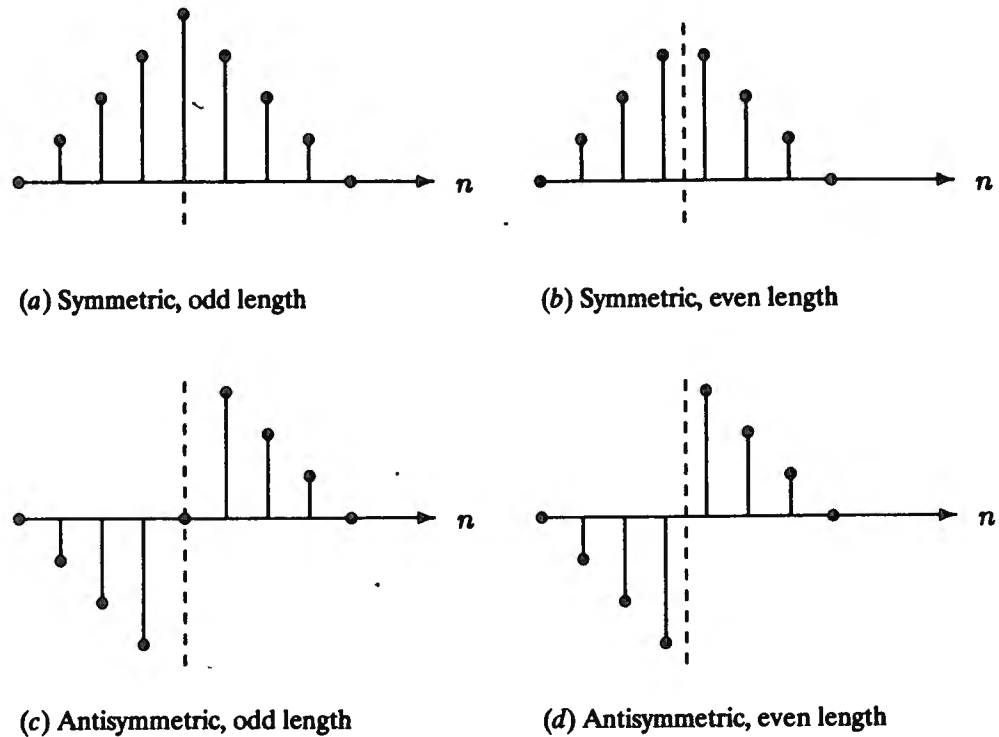 n
n
(a) Symmetric, odd length
(b) Symmetric, even length
n
n
(c) Antisymmetric, odd length
(d) Antisymmetric, even length